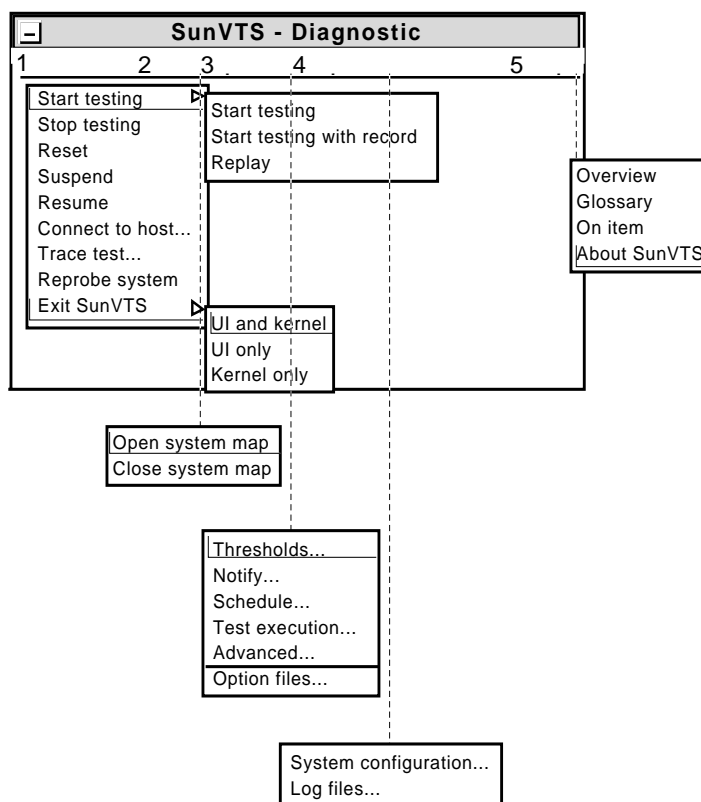 SunVTS - Diagnostic
1 2 3 . 4 . 5 .
Start testing
Stop testing
Reset
Suspend
Resume
Connect to host...
Trace test...
Reprobe system
Exit SunVTS
Start testing
Start testing with record
Replay
UI and kernel
UI only
Kernel only
Overview
Glossary
On item
About SunVTS
Open system map
Close system map
Thresholds...
Notify...
Schedule...
Test execution...
Advanced...
Option files...
System configuration...
Log files...